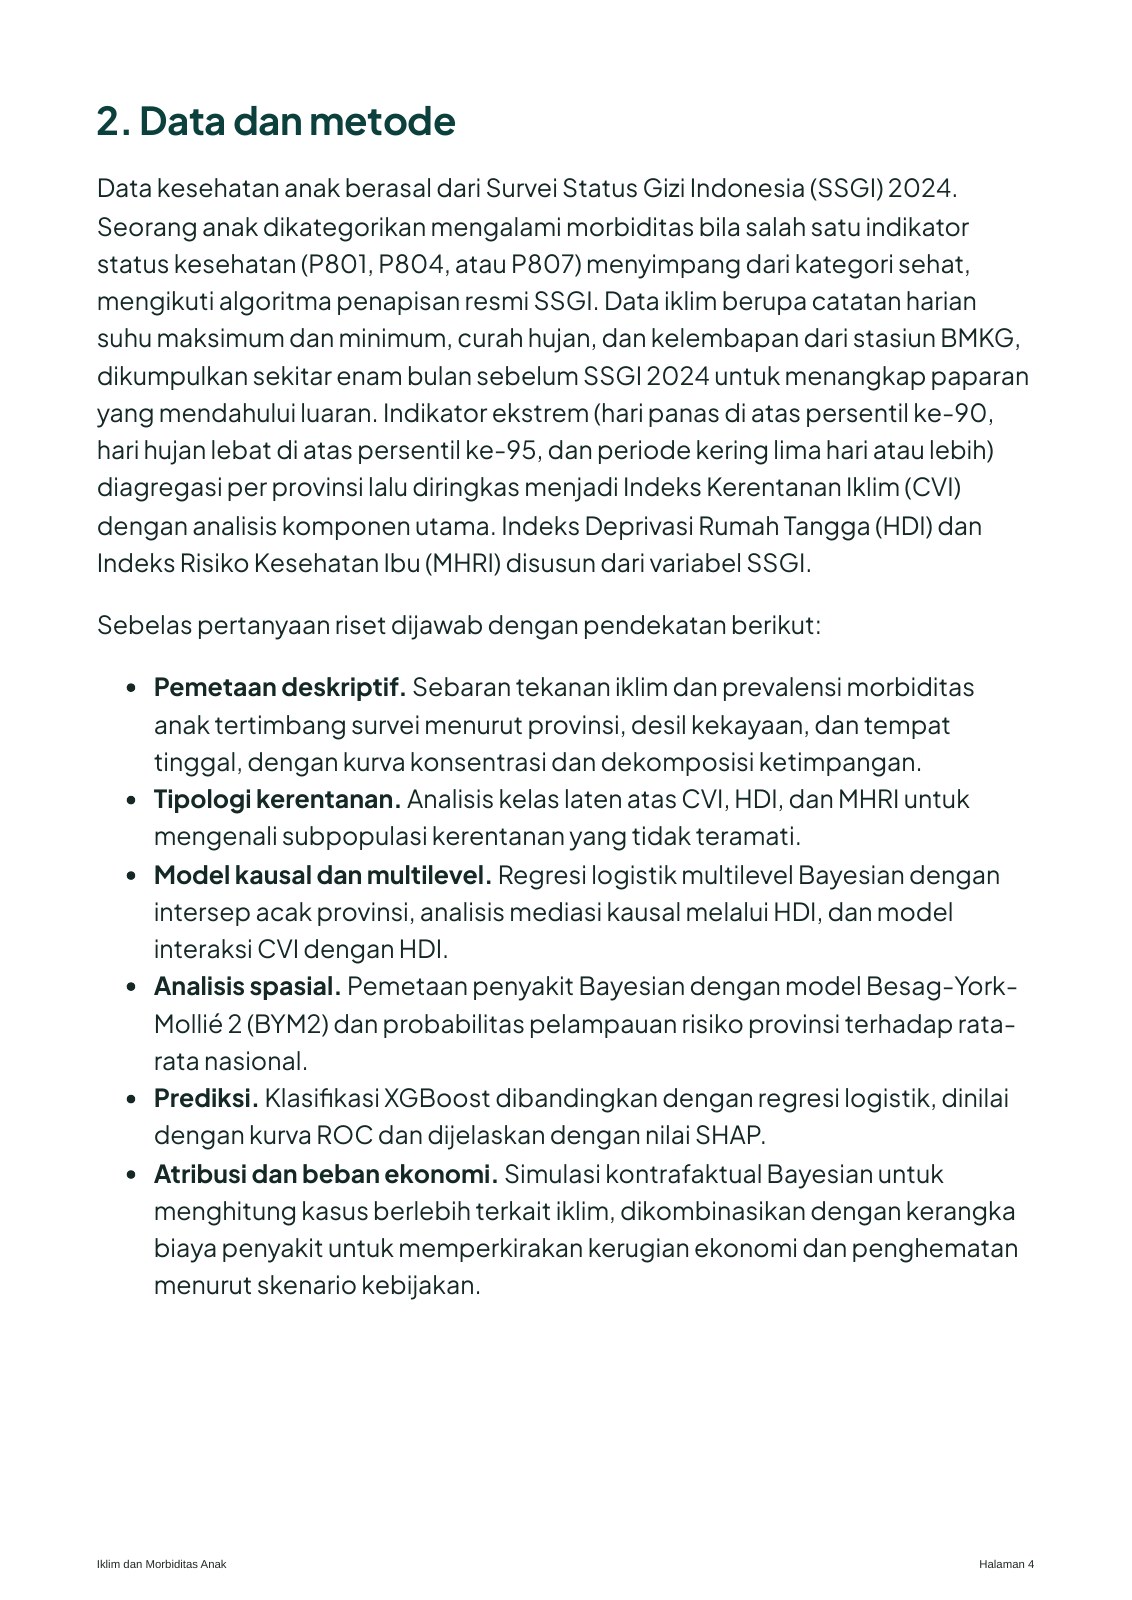 2. Data dan metode
Data kesehatan anak berasal dari Survei Status Gizi Indonesia (SSGI) 2024.
Seorang anak dikategorikan mengalami morbiditas bila salah satu indikator
status kesehatan (P801, P804, atau P807) menyimpang dari kategori sehat,
mengikuti algoritma penapisan resmi SSGI. Data iklim berupa catatan harian
suhu maksimum dan minimum, curah hujan, dan kelembapan dari stasiun BMKG,
dikumpulkan sekitar enam bulan sebelum SSGI 2024 untuk menangkap paparan
yang mendahului luaran. Indikator ekstrem (hari panas di atas persentil ke-90,
hari hujan lebat di atas persentil ke-95, dan periode kering lima hari atau lebih)
diagregasi per provinsi lalu diringkas menjadi Indeks Kerentanan Iklim (CVI)
dengan analisis komponen utama. Indeks Deprivasi Rumah Tangga (HDI) dan
Indeks Risiko Kesehatan Ibu (MHRI) disusun dari variabel SSGI.
Sebelas pertanyaan riset dijawab dengan pendekatan berikut:
• Pemetaan deskriptif. Sebaran tekanan iklim dan prevalensi morbiditas
anak tertimbang survei menurut provinsi, desil kekayaan, dan tempat
tinggal, dengan kurva konsentrasi dan dekomposisi ketimpangan.
• Tipologi kerentanan. Analisis kelas laten atas CVI, HDI, dan MHRI untuk
mengenali subpopulasi kerentanan yang tidak teramati.
• Model kausal dan multilevel. Regresi logistik multilevel Bayesian dengan
intersep acak provinsi, analisis mediasi kausal melalui HDI, dan model
interaksi CVI dengan HDI.
• Analisis spasial. Pemetaan penyakit Bayesian dengan model Besag-York-
Mollié 2 (BYM2) dan probabilitas pelampauan risiko provinsi terhadap rata-
rata nasional.
• Prediksi. Klasifikasi XGBoost dibandingkan dengan regresi logistik, dinilai
dengan kurva ROC dan dijelaskan dengan nilai SHAP.
• Atribusi dan beban ekonomi. Simulasi kontrafaktual Bayesian untuk
menghitung kasus berlebih terkait iklim, dikombinasikan dengan kerangka
biaya penyakit untuk memperkirakan kerugian ekonomi dan penghematan
menurut skenario kebijakan.
Iklim dan Morbiditas Anak
Halaman 4